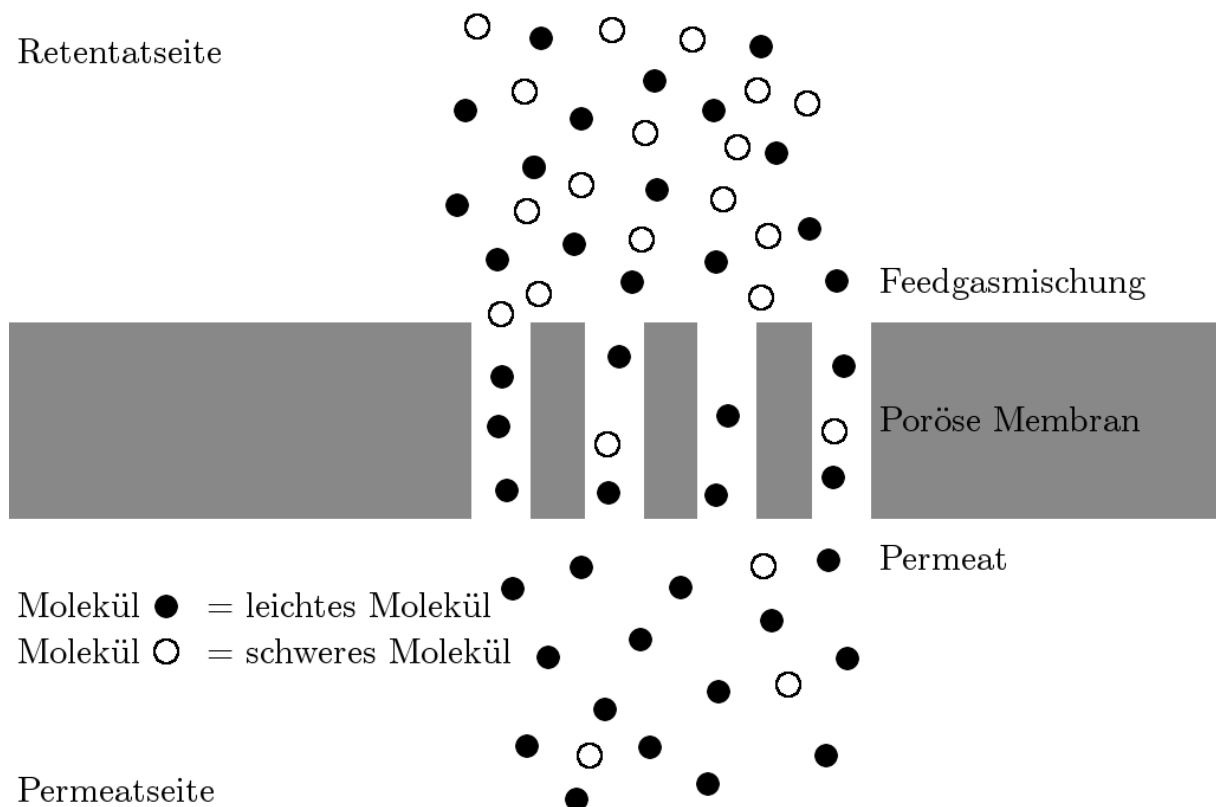 Retentatseite
Feedgasmischung
Poröse Membran
Permeat
Molekül = leichtes Molekül
Molekül = schweres Molekül
Permeatseite